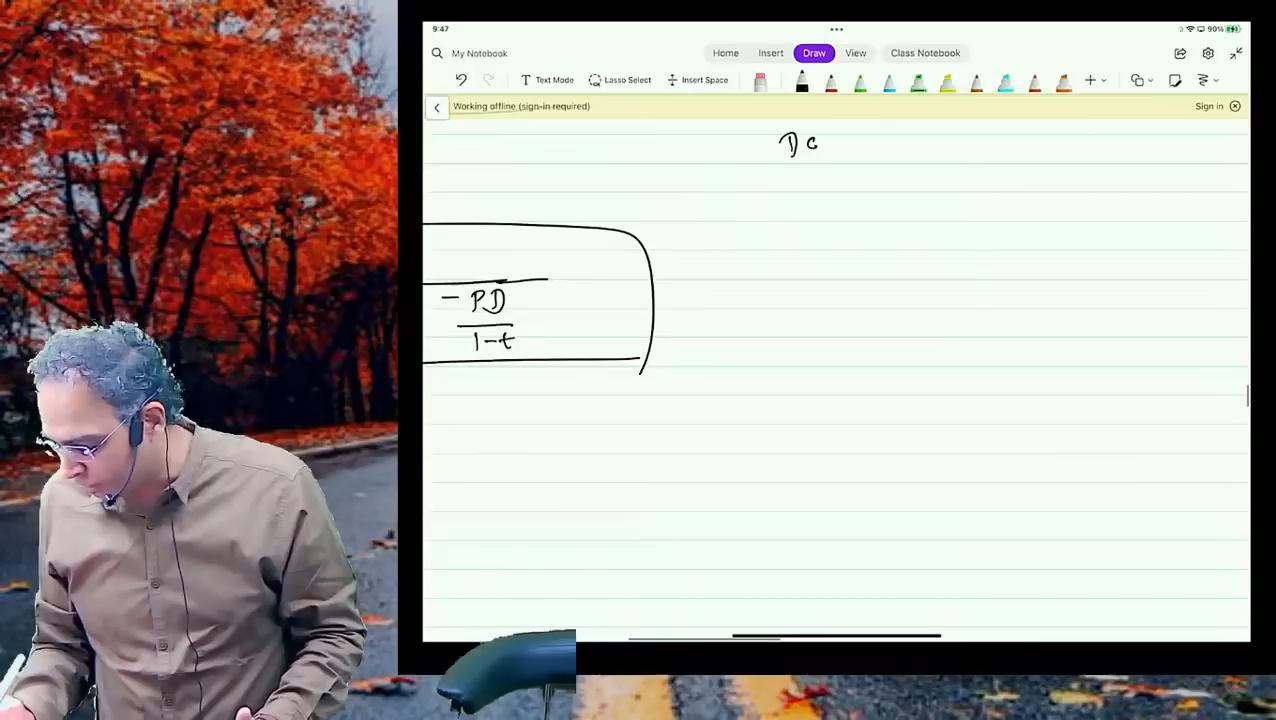 9:47
90%
My Notebook
Home Insert Draw View Class Notebook
Text Mode Lasso Select Insert Space
Working offline (sign-in required) Sign in
D C
- PD
1-t